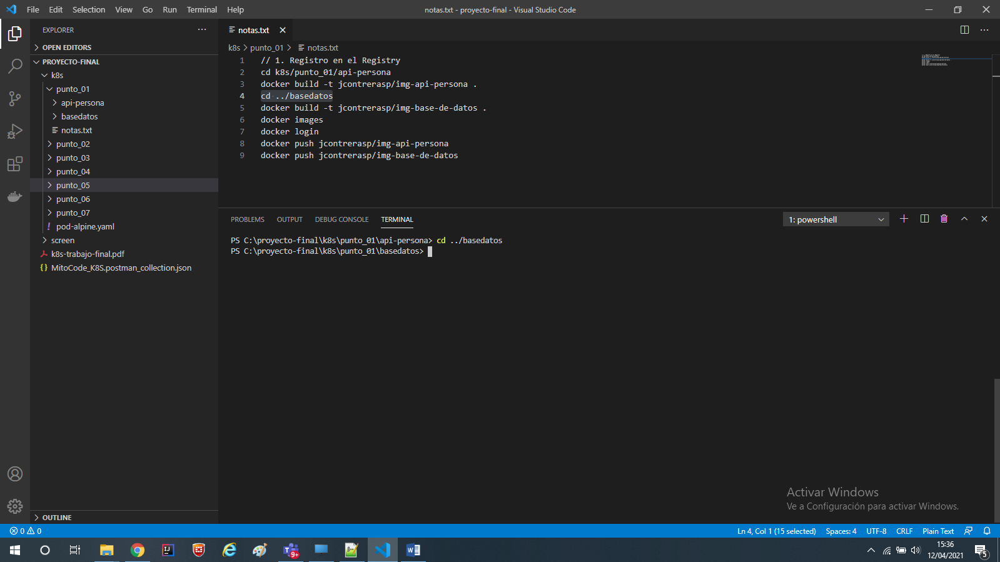 File Edit Selection View Go Run Terminal Help
notas.txt - proyecto-final - Visual Studio Code
EXPLORER
OPEN EDITORS
PROYECTO-FINAL
k8s
punto_01
api-persona
basedatos
notas.txt
punto_02
punto_03
punto_04
punto_05
punto_06
punto_07
! pod-alpine.yaml
screen
k8s-trabajo-final.pdf
{} MitoCode_K8S.postman_collection.json
OUTLINE
notas.txt
k8s > punto_01 > notas.txt
1 // 1. Registro en el Registry
2 cd k8s/punto_01/api-persona
3 docker build -t jcontrerasp/img-api-persona .
4 cd ../basedatos
5 docker build -t jcontrerasp/img-base-de-datos .
6 docker images
7 docker login
8 docker push jcontrerasp/img-api-persona
9 docker push jcontrerasp/img-base-de-datos
PROBLEMS OUTPUT DEBUG CONSOLE TERMINAL
1: powershell
PS C:\proyecto-final\k8s\punto_01\api-persona> cd ../basedatos
PS C:\proyecto-final\k8s\punto_01\basedatos>
Activar Windows
Ve a Configuración para activar Windows.
0 0
Ln 4, Col 1 (15 selected) Spaces: 4 UTF-8 CRLF Plain Text
9+
15:36
12/04/2021
5